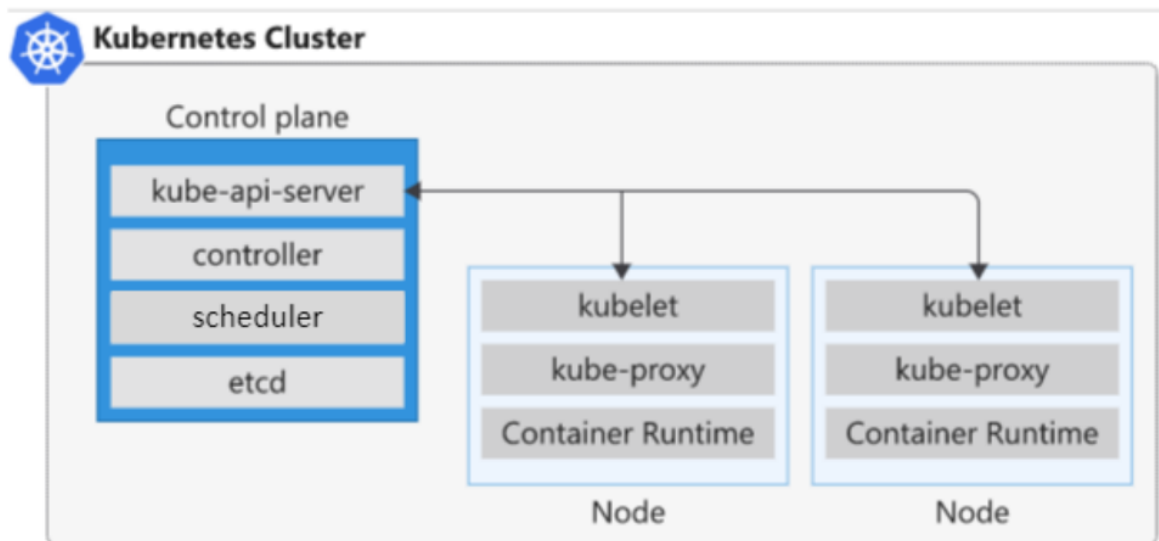 Kubernetes Cluster
Control plane
kube-api-server
controller
scheduler
etcd
kubelet
kube-proxy
Container Runtime
Node
kubelet
kube-proxy
Container Runtime
Node